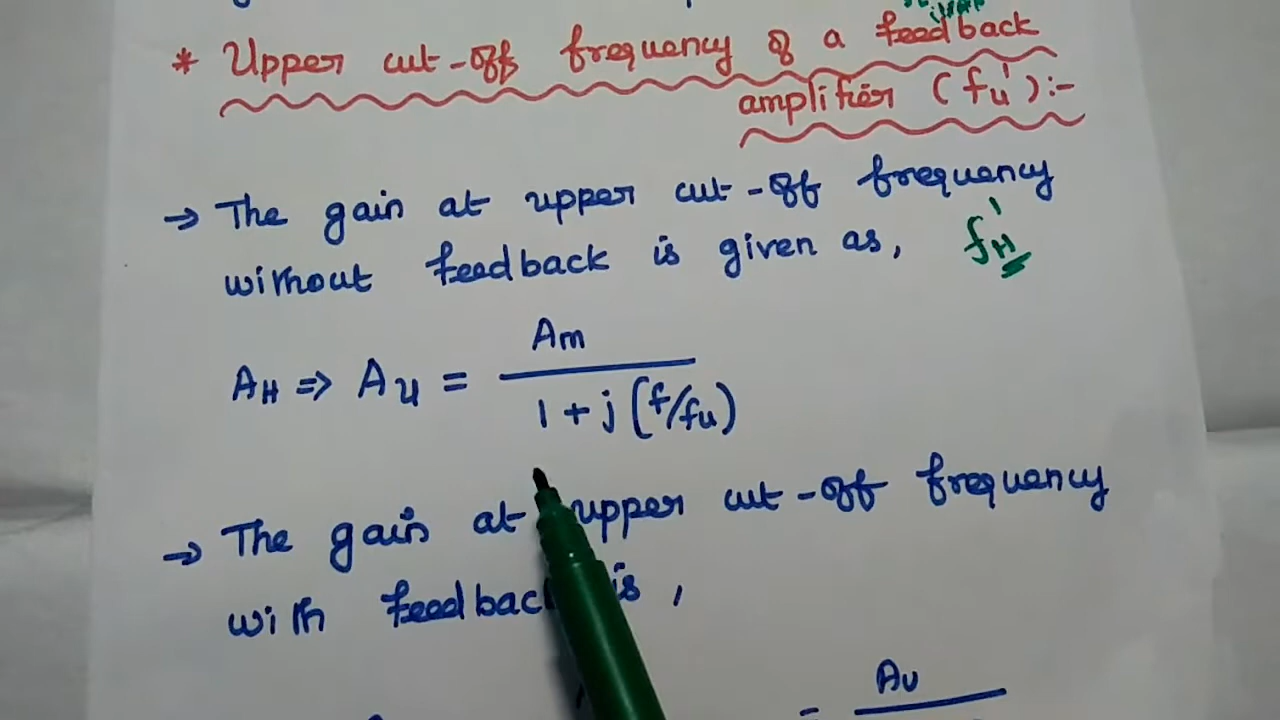 * Upper cut-off frequency of a feedback
amplifier (fu'):-
→ The gain at upper cut-off frequency
without feedback is given as, fH'
AH ⇒ Au = Am / 1 + j (f/fu)
→ The gain at upper cut-off frequency
with feedback is,
= Au